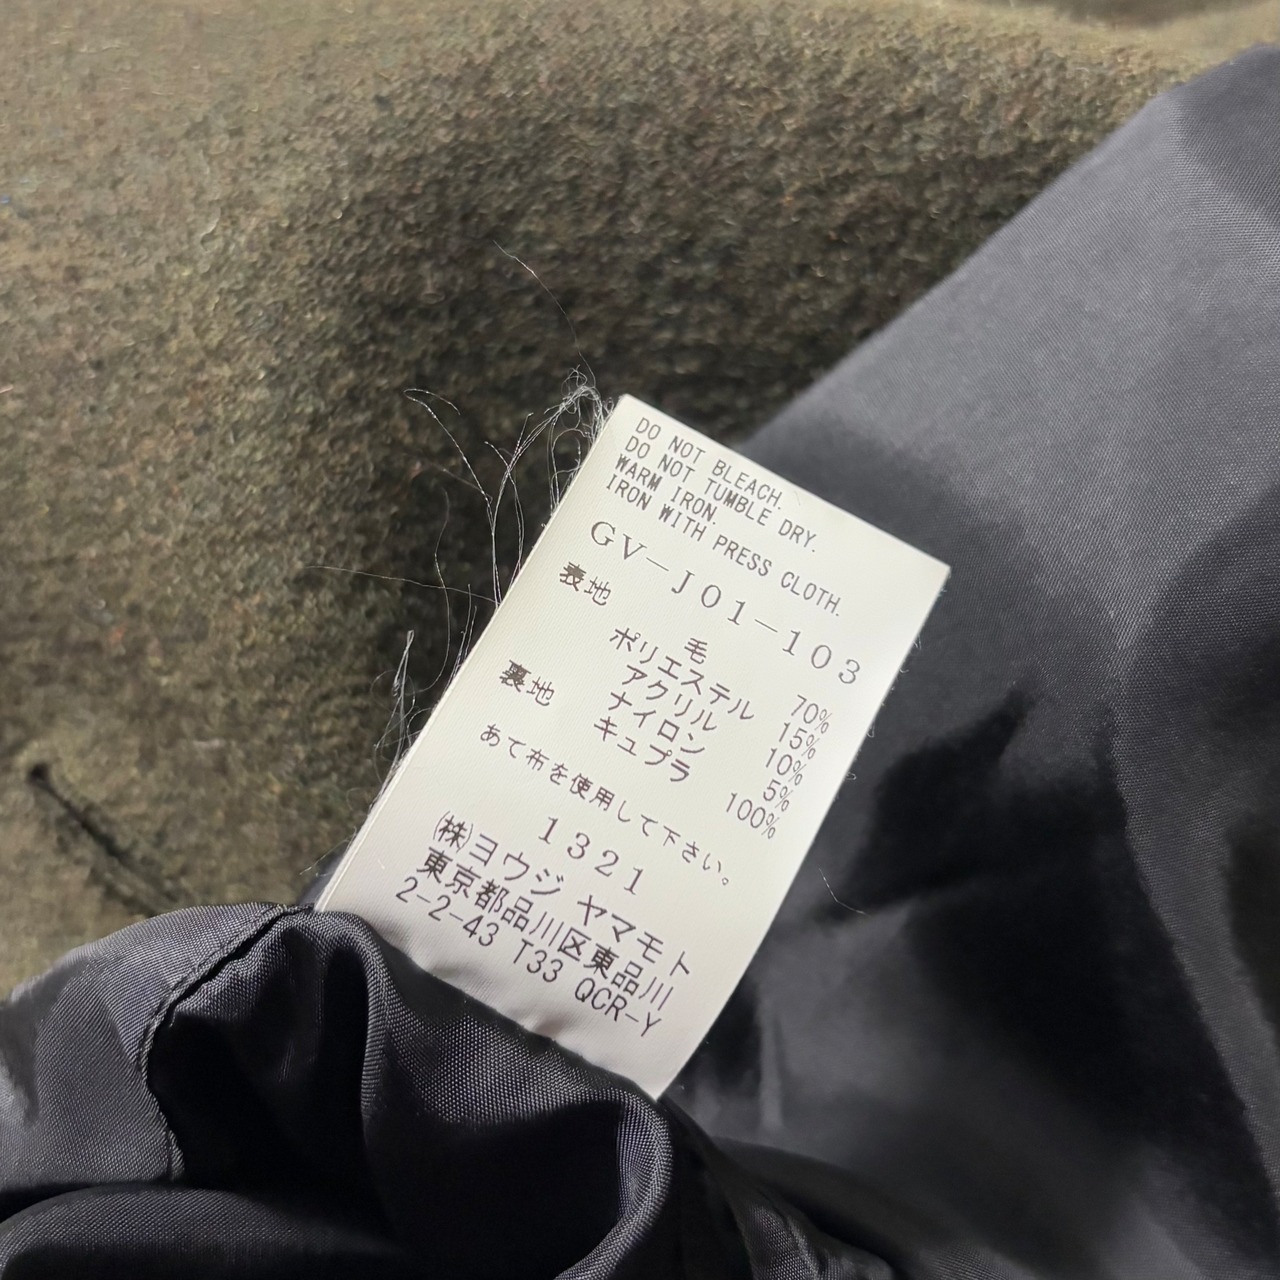 DO NOT BLEACH.
DO NOT TUMBLE DRY.
WARM IRON.
IRON WITH PRESS CLOTH.
GV-J01-103
表地
毛 70%
ポリエステル 15%
アクリル 10%
ナイロン 5%
裏地 キュプラ 100%
あて布を使用して下さい。
1321
㈱ヨウジ ヤマモト
東京都品川区東品川
2-2-43 T33 QCR-Y